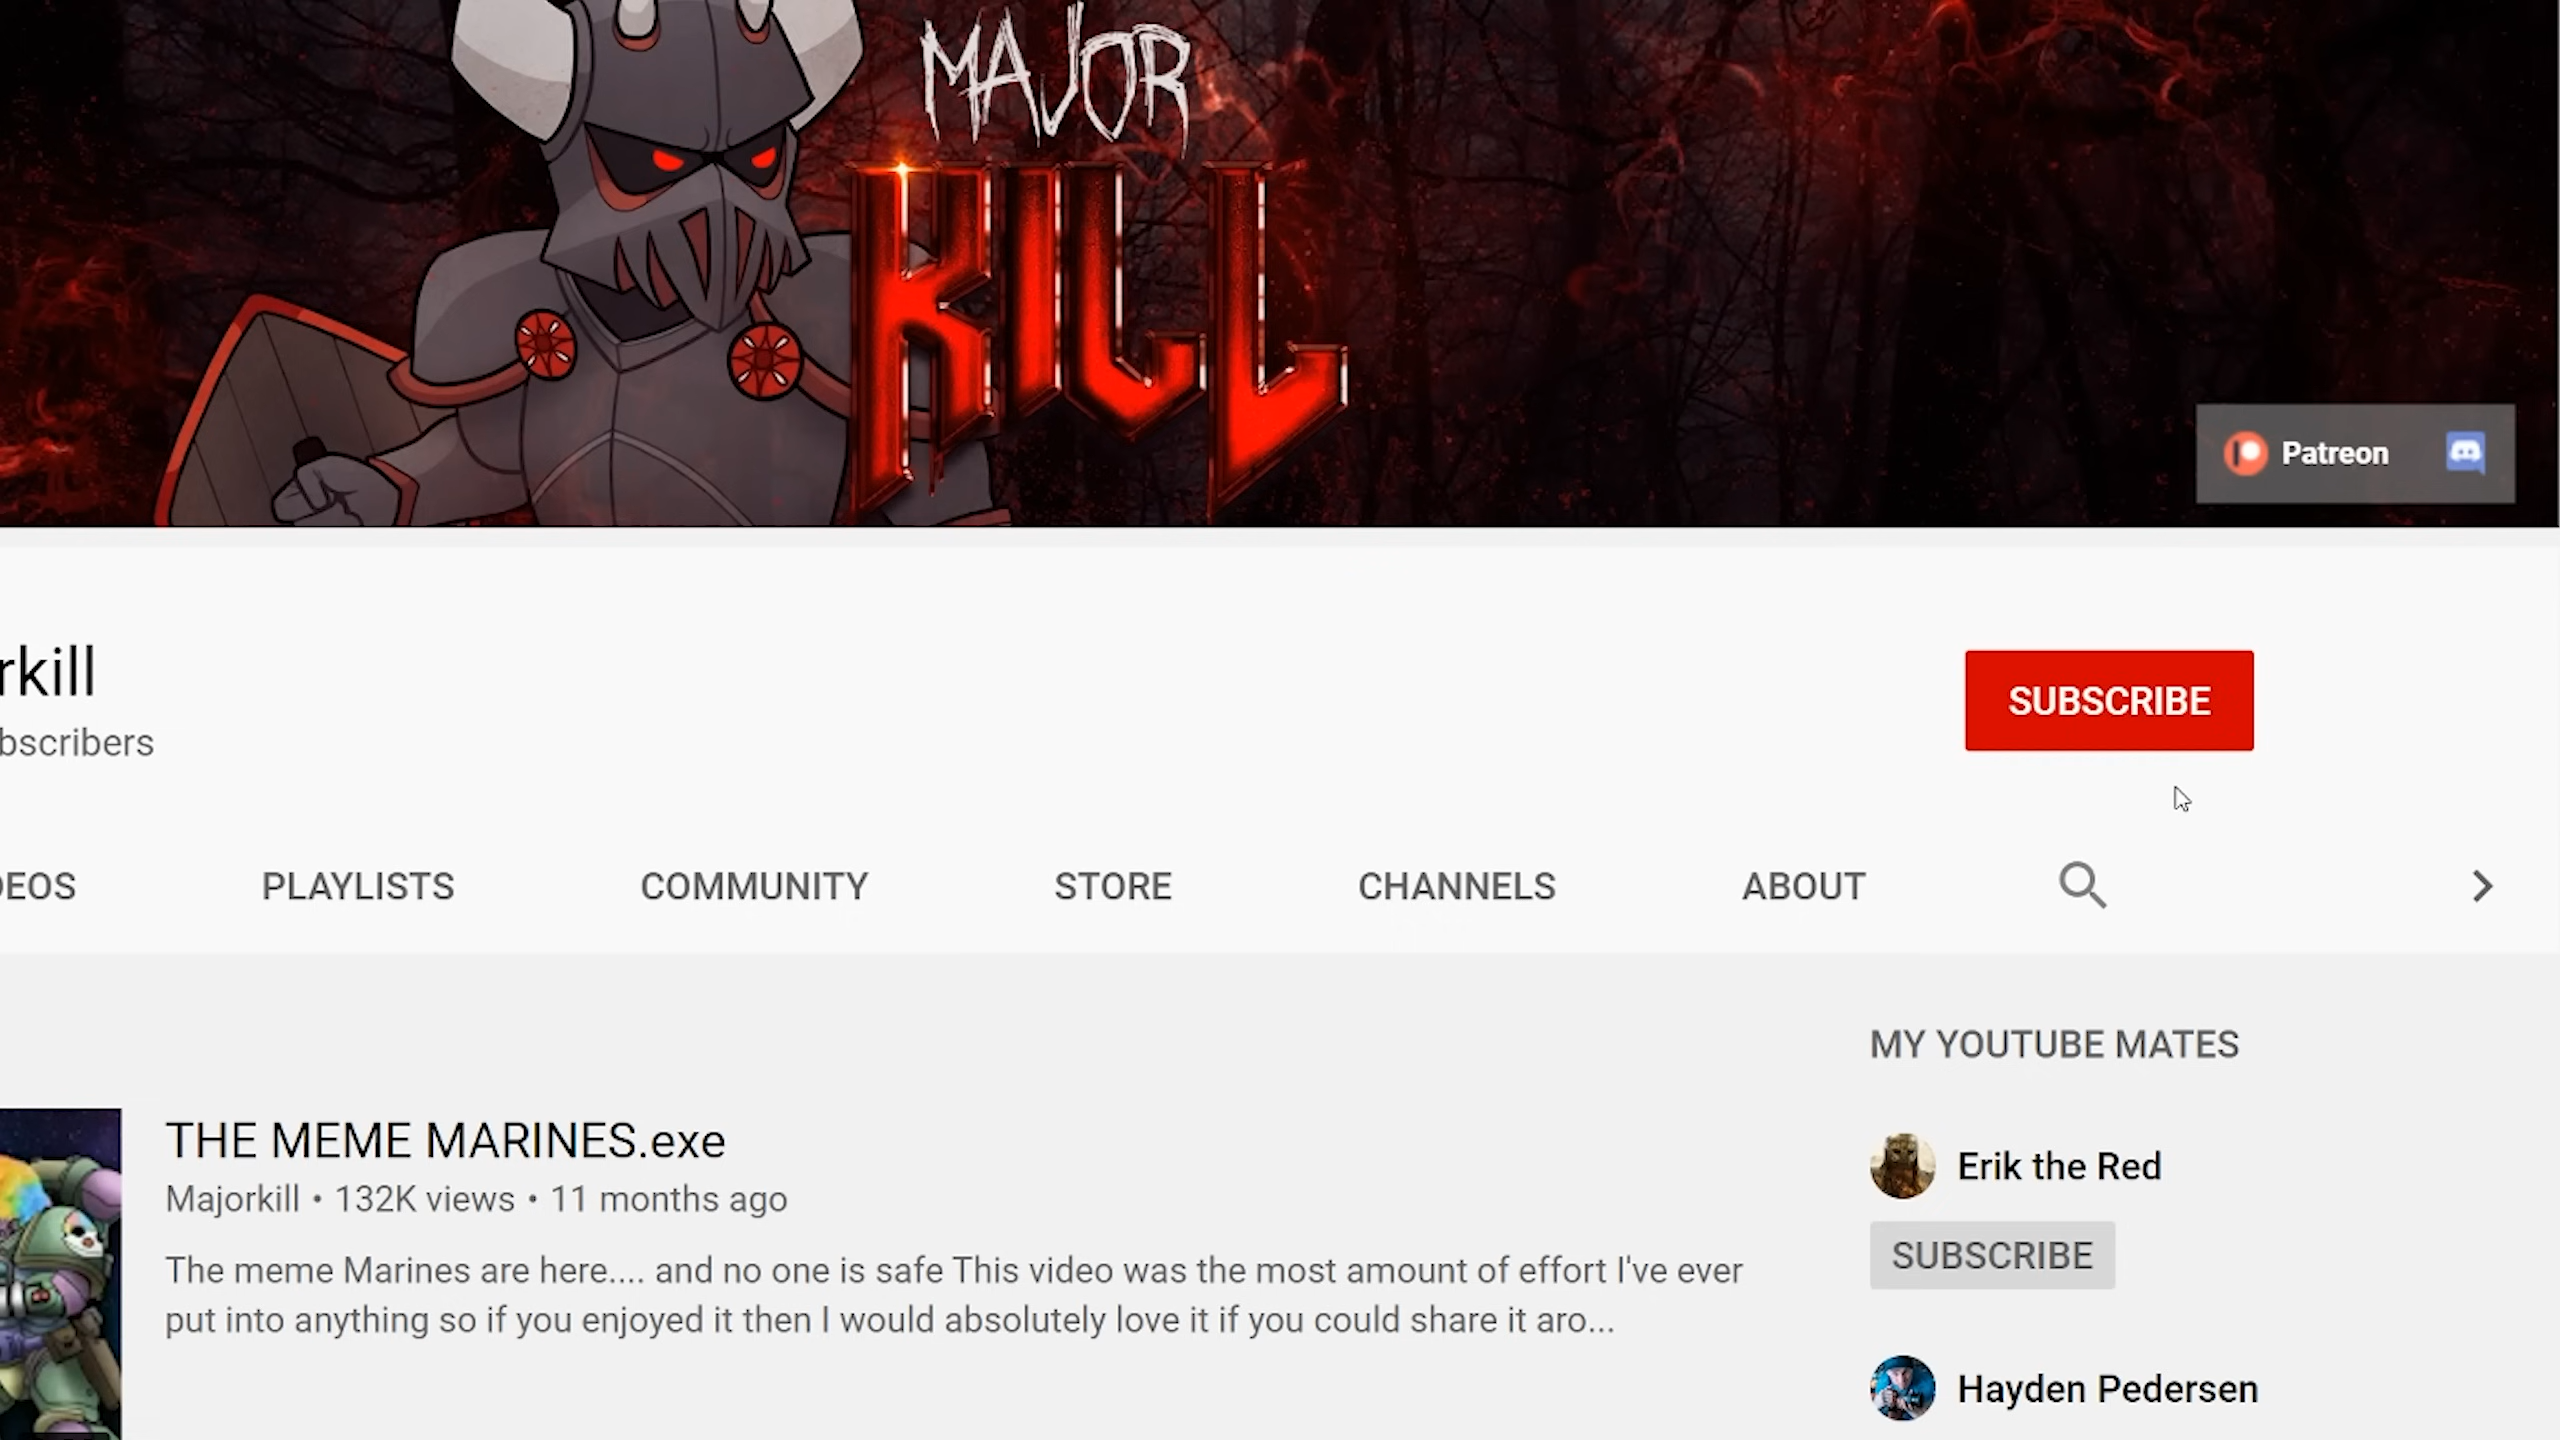 MAJOR
KILL
Patreon
rkill
bscribers
SUBSCRIBE
DEOS PLAYLISTS COMMUNITY STORE CHANNELS ABOUT
MY YOUTUBE MATES
THE MEME MARINES.exe
Majorkill • 132K views • 11 months ago
The meme Marines are here.... and no one is safe This video was the most amount of effort I've ever
put into anything so if you enjoyed it then I would absolutely love it if you could share it aro...
Erik the Red
SUBSCRIBE
Hayden Pedersen